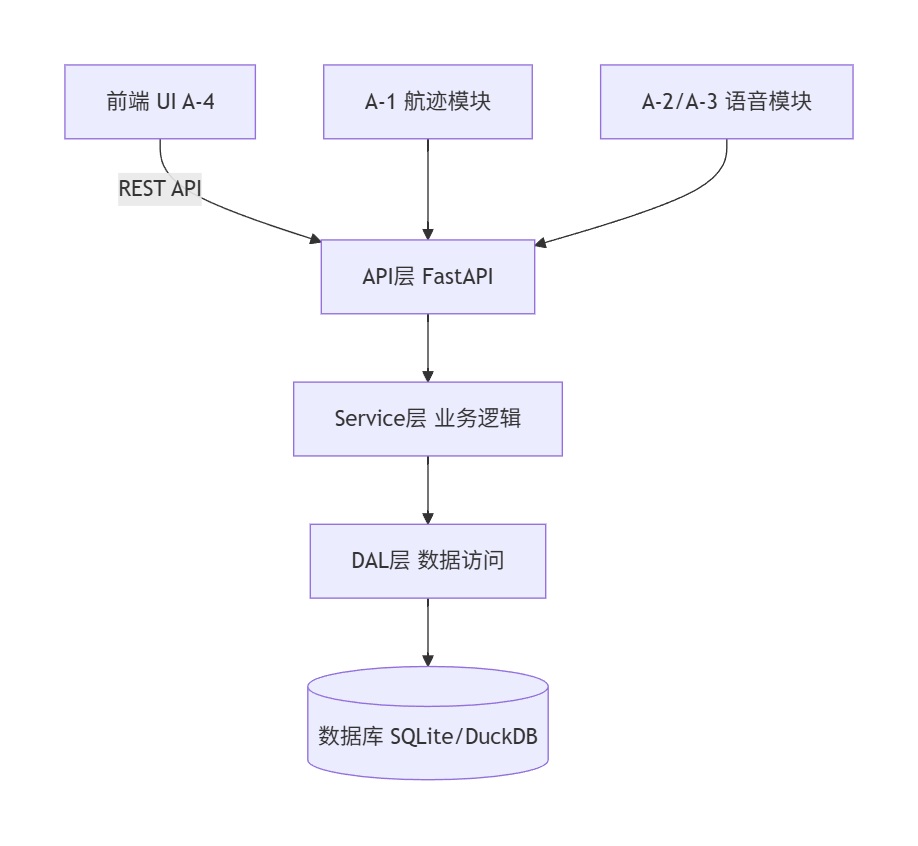 前端 UI A-4
A-1 航迹模块
A-2/A-3 语音模块
REST API
API层 FastAPI
Service层 业务逻辑
DAL层 数据访问
数据库 SQLite/DuckDB